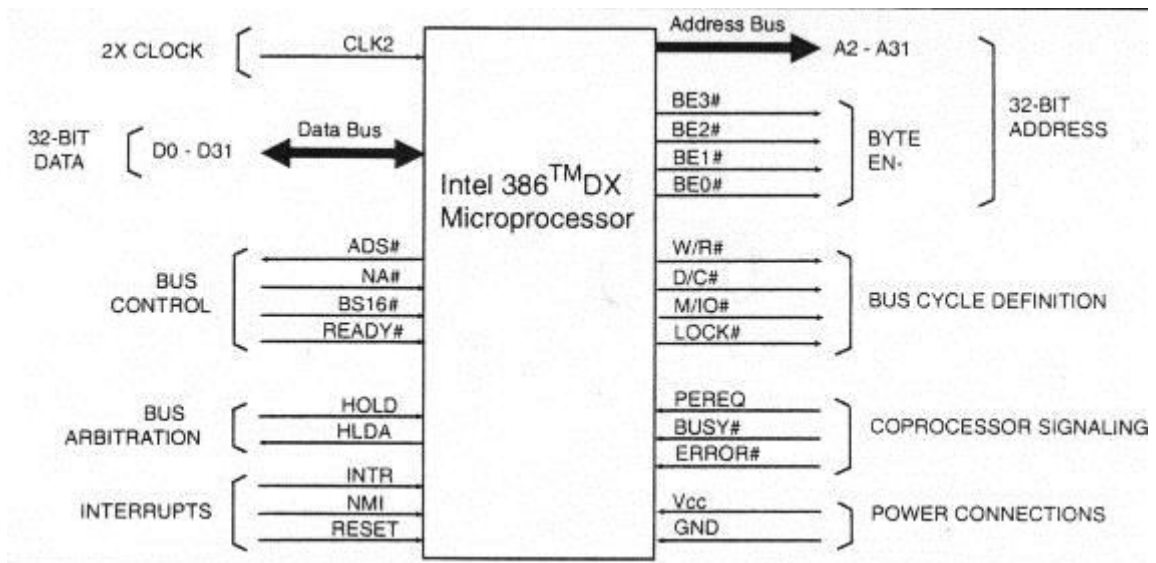 2X CLOCK
CLK2
32-BIT
DATA
D0 - D31
Data Bus
BUS
CONTROL
ADS#
NA#
BS16#
READY#
BUS
ARBITRATION
HOLD
HLDA
INTERRUPTS
INTR
NMI
RESET
Intel 386™DX
Microprocessor
Address Bus
A2 - A31
BE3#
BE2#
BE1#
BE0#
BYTE
EN-
32-BIT
ADDRESS
W/R#
D/C#
M/IO#
LOCK#
BUS CYCLE DEFINITION
PEREQ
BUSY#
ERROR#
COPROCESSOR SIGNALING
Vcc
GND
POWER CONNECTIONS